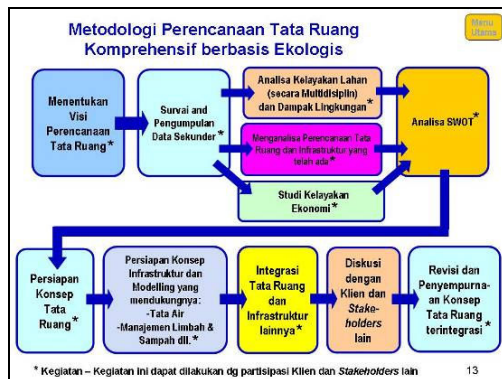 Metodologi Perencanaan Tata Ruang
Komprehensif berbasis Ekologis
Menu
Utama
Menentukan
Visi
Perencanaan
Tata Ruang*
Survai and
Pengumpulan
Data Sekunder*
Analisa Kelayakan Lahan
(secara Multidisiplin)
dan Dampak Lingkungan*
Menganalisa Perencanaan Tata
Ruang dan Infrastruktur yang
telah ada*
Studi Kelayakan
Ekonomi*
Analisa SWOT*
Persiapan
Konsep
Tata
Ruang*
Persiapan Konsep
Infrastruktur dan
Modelling yang
mendukungnya:
-Tata Air
-Manajemen Limbah &
Sampah dll.*
Integrasi
Tata Ruang
dan
Infrastruktur
lainnya*
Diskusi
dengan
Klien dan
Stake-
holders
lain
Revisi dan
Penyempurna-
an Konsep
Tata Ruang
terintegrasi*
* Kegiatan – Kegiatan ini dapat dilakukan dg partisipasi Klien dan Stakeholders lain
13